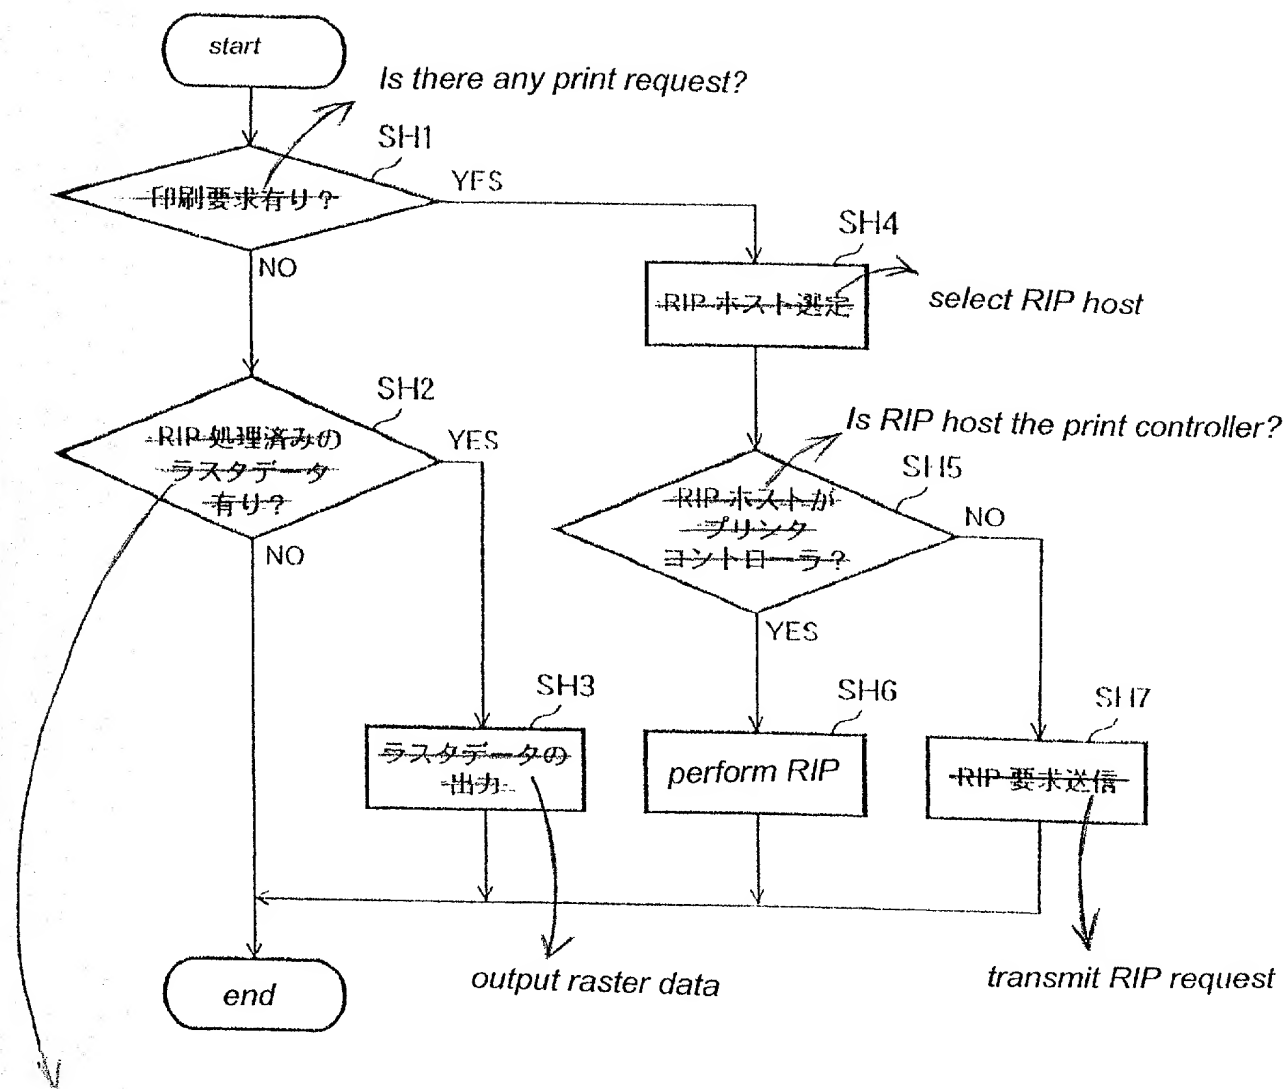 start
Is there any print request?
SH1
印刷要求有り?
YES
NO
SH4
RIP ホスト選定
select RIP host
SH2
RIP 処理済みの
ラスタデータ
有り?
YES
NO
Is RIP host the print controller?
SH5
RIP ホストが
プリンタ
コントローラ?
NO
YES
SH3
ラスタデータの
出力
SH6
perform RIP
SH7
RIP 要求送信
output raster data
transmit RIP request
end